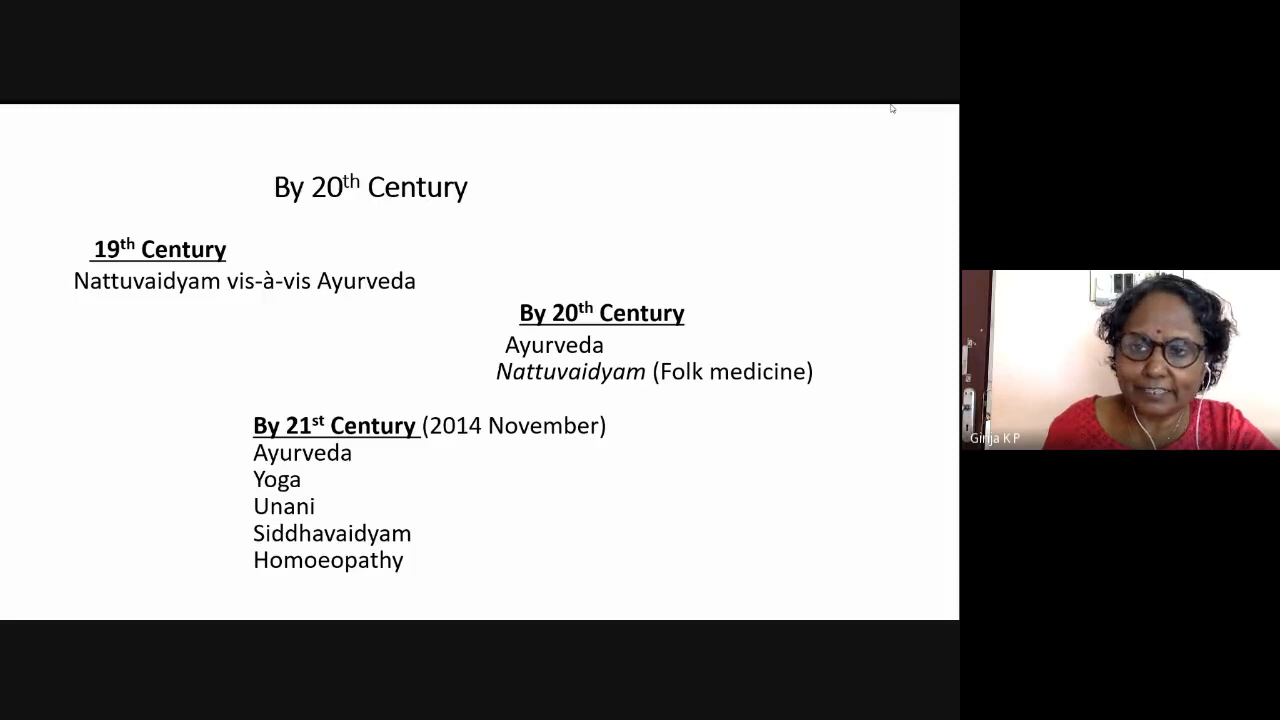 By 20th Century
19th Century
Nattuvaidyam vis-à-vis Ayurveda
By 20th Century
Ayurveda
Nattuvaidyam (Folk medicine)
By 21st Century (2014 November)
Ayurveda
Yoga
Unani
Siddhavaidyam
Homoeopathy
Girija K P